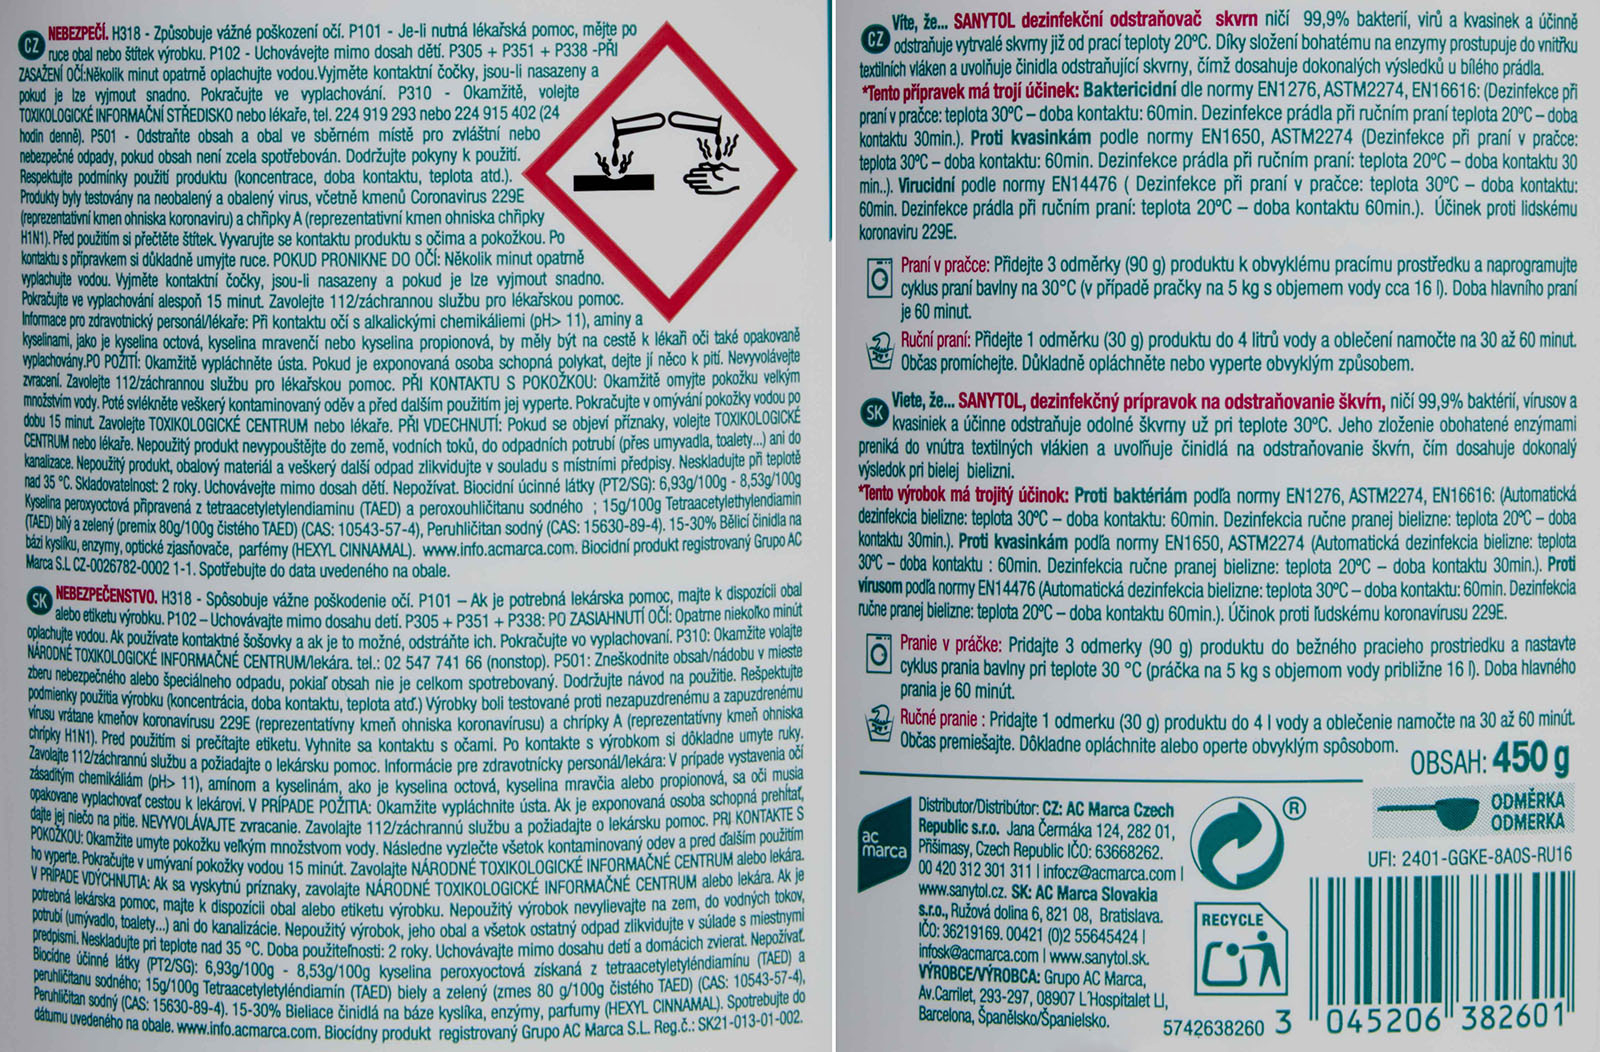 CZ
NEBEZPEČÍ. H318 - Způsobuje vážné poškození očí. P101 - Je-li nutná lékařská pomoc, mějte po
ruce obal nebo štítek výrobku. P102 - Uchovávejte mimo dosah dětí. P305 + P351 + P338 -PŘI
ZASAŽENÍ OČÍ:Několik minut opatrně oplachujte vodou.Vyjměte kontaktní čočky, jsou-li nasazeny a
pokud je lze vyjmout snadno. Pokračujte ve vyplachování. P310 - Okamžitě, volejte
TOXIKOLOGICKÉ INFORMAČNÍ STŘEDISKO nebo lékaře, tel. 224 919 293 nebo 224 915 402 (24
hodin denně). P501 - Odstraňte obsah a obal ve sběrném místě pro zvláštní nebo
nebezpečné odpady, pokud obsah není zcela spotřebován. Dodržujte pokyny k použití.
Respektujte podmínky použití produktu (koncentrace, doba kontaktu, teplota atd.).
Produkty byly testovány na neobalený a obalený virus, včetně kmenů Coronavirus 229E
(reprezentativní kmen ohniska koronaviru) a chřipky A (reprezentativní kmen ohniska chřipky
H1N1). Před použitím si přečtěte štítek. Vyvarujte se kontaktu produktu s očima a pokožkou. Po
kontaktu s přípravkem si důkladně umyjte ruce. POKUD PRONIKNE DO OČÍ: Několik minut opatrně
vyplachujte vodou. Vyjměte kontaktní čočky, jsou-li nasazeny a pokud je lze vyjmout snadno.
Pokračujte ve vyplachování alespoň 15 minut. Zavolejte 112/záchrannou službu pro lékařskou pomoc.
Informace pro zdravotnický personál/lékaře: Při kontaktu očí s alkalickými chemikáliemi (pH> 11), aminy a
kyselinami, jako je kyselina octová, kyselina mravenčí nebo kyselina propionová, by měly být na cestě k lékaři oči také opakovaně
vyplachovány.PO POŽITÍ: Okamžitě vypláchněte ústa. Pokud je exponovaná osoba schopná polykat, dejte jí něco k pití. Nevyvolávejte
zvracení. Zavolejte 112/záchrannou službu pro lékařskou pomoc. PŘI KONTAKTU S POKOŽKOU: Okamžitě omyjte pokožku velkým
množstvím vody. Poté svlékněte veškerý kontaminovaný oděv a před dalším použitím jej vyperte. Pokračujte v omývání pokožky vodou po
dobu 15 minut. Zavolejte TOXIKOLOGICKÉ CENTRUM nebo lékaře. PŘI VDECHNUTÍ: Pokud se objeví příznaky, volejte TOXIKOLOGICKÉ
CENTRUM nebo lékaře. Nepoužitý produkt nevypouštějte do země, vodních toků, do odpadních potrubí (přes umyvadla, toalety...) ani do
kanalizace. Nepoužitý produkt, obalový materiál a veškerý další odpad zlikvidujte v souladu s místními předpisy. Neskladujte při teplotě
nad 35 °C. Skladovatelnost: 2 roky. Uchovávejte mimo dosah dětí. Nepožívat. Biocidní účinné látky (PT2/SG): 6,93g/100g - 8,53g/100g
Kyselina peroxyoctová připravená z tetraacetyletylendiaminu (TAED) a peroxouhličitanu sodného ; 15g/100g Tetraacetylethylendiamin
(TAED) bílý a zelený (premix 80g/100g čistého TAED) (CAS: 10543-57-4), Peruhličitan sodný (CAS: 15630-89-4). 15-30% Bělicí činidla na
bázi kyslíku, enzymy, optické zjasňovače, parfémy (HEXYL CINNAMAL). www.info.acmarca.com. Biocidní produkt registrovaný Grupo AC
Marca S.L CZ-0026782-0002 1-1. Spotřebujte do data uvedeného na obale.
SK
NEBEZPEČENSTVO. H318 - Spôsobuje vážne poškodenie očí. P101 – Ak je potrebná lekárska pomoc, majte k dispozícii obal
alebo etiketu výrobku. P102 – Uchovávajte mimo dosahu detí. P305 + P351 + P338: PO ZASIAHNUTÍ OČÍ: Opatrne niekoľko minút
oplachujte vodou. Ak používate kontaktné šošovky a ak je to možné, odstráňte ich. Pokračujte vo vyplachovaní. P310: Okamžite volajte
NÁRODNÉ TOXIKOLOGICKÉ INFORMAČNÉ CENTRUM/lekára. tel.: 02 547 741 66 (nonstop). P501: Zneškodnite obsah/nádobu v mieste
zberu nebezpečného alebo špeciálneho odpadu, pokiaľ obsah nie je celkom spotrebovaný. Dodržujte návod na použitie. Rešpektujte
podmienky použitia výrobku (koncentrácia, doba kontaktu, teplota atď.) Výrobky boli testované proti nezapuzdrenému a zapuzdrenému
vírusu vrátane kmeňov koronavírusu 229E (reprezentatívny kmeň ohniska koronavírusu) a chrípky A (reprezentatívny kmeň ohniska
chrípky H1N1). Pred použitím si prečítajte etiketu. Vyhnite sa kontaktu s očami. Po kontakte s výrobkom si dôkladne umyte ruky.
Zavolajte 112/záchrannú službu a požiadajte o lekársku pomoc. Informácie pre zdravotnícky personál/lekára: V prípade vystavenia očí
zásaditým chemikáliám (pH> 11), amínom a kyselinám, ako je kyselina octová, kyselina mravčia alebo propionová, sa oči musia
opakovane vyplachovať cestou k lekárovi. V PRÍPADE POŽITIA: Okamžite vypláchnite ústa. Ak je exponovaná osoba schopná prehĺtať,
dajte jej niečo na pitie. NEVYVOLÁVAJTE zvracanie. Zavolajte 112/záchrannú službu a požiadajte o lekársku pomoc. PRI KONTAKTE S
POKOŽKOU: Okamžite umyte pokožku veľkým množstvom vody. Následne vyzlečte všetok kontaminovaný odev a pred ďalším použitím
ho vyperte. Pokračujte v umývaní pokožky vodou 15 minút. Zavolajte NÁRODNÉ TOXIKOLOGICKÉ INFORMAČNÉ CENTRUM alebo lekára.
V PRÍPADE VDÝCHNUTIA: Ak sa vyskytnú príznaky, zavolajte NÁRODNÉ TOXIKOLOGICKÉ INFORMAČNÉ CENTRUM alebo lekára. Ak je
potrebná lekárska pomoc, majte k dispozícii obal alebo etiketu výrobku. Nepoužitý výrobok nevylievajte na zem, do vodných tokov,
potrubí (umývadlo, toalety...) ani do kanalizácie. Nepoužitý výrobok, jeho obal a všetok ostatný odpad zlikvidujte v súlade s miestnymi
predpismi. Neskladujte pri teplote nad 35 °C. Doba použiteľnosti: 2 roky. Uchovávajte mimo dosahu detí a domácich zvierat. Nepožívať.
Biocídne účinné látky (PT2/SG): 6,93g/100g - 8,53g/100g kyselina peroxyoctová získaná z tetraacetyletyléndiamínu (TAED) a
peruhličitanu sodného; 15g/100g Tetraacetyletyléndiamín (TAED) biely a zelený (zmes 80 g/100g čistého TAED) (CAS: 10543-57-4),
Peruhličitan sodný (CAS: 15630-89-4). 15-30% Bieliace činidlá na báze kyslíka, enzýmy, parfumy (HEXYL CINNAMAL). Spotrebujte do
dátumu uvedeného na obale. www.info.acmarca.com. Biocídny produkt registrovaný Grupo AC Marca S.L. Reg.č.: SK21-013-01-002.
CZ
Víte, že... SANYTOL dezinfekční odstraňovač skvrn ničí 99,9% bakterií, virů a kvasinek a účinně
odstraňuje vytrvalé skvrny již od prací teploty 20°C. Díky složení bohatému na enzymy prostupuje do vnitřku
textilních vláken a uvolňuje činidla odstraňující skvrny, čímž dosahuje dokonalých výsledků u bílého prádla.
*Tento přípravek má trojí účinek: Baktericidní dle normy EN1276, ASTM2274, EN16616: (Dezinfekce při
praní v pračce: teplota 30°C – doba kontaktu: 60min. Dezinfekce prádla při ručním praní teplota 20°C – doba
kontaktu 30min.). Proti kvasinkám podle normy EN1650, ASTM2274 (Dezinfekce při praní v pračce:
teplota 30°C – doba kontaktu: 60min. Dezinfekce prádla při ručním praní: teplota 20°C – doba kontaktu 30
min..). Virucidní podle normy EN14476 ( Dezinfekce při praní v pračce: teplota 30°C – doba kontaktu:
60min. Dezinfekce prádla při ručním praní: teplota 20°C – doba kontaktu 60min.). Účinek proti lidskému
koronaviru 229E.
Praní v pračce: Přidejte 3 odměrky (90 g) produktu k obvyklému pracímu prostředku a naprogramujte
cyklus praní bavlny na 30°C (v případě pračky na 5 kg s objemem vody cca 16 l). Doba hlavního praní
je 60 minut.
Ruční praní: Přidejte 1 odměrku (30 g) produktu do 4 litrů vody a oblečení namočte na 30 až 60 minut.
Občas promíchejte. Důkladně opláchněte nebo vyperte obvyklým způsobem.
SK
Viete, že... SANYTOL, dezinfekčný prípravok na odstraňovanie škvŕn, ničí 99,9% baktérií, vírusov a
kvasiniek a účinne odstraňuje odolné škvrny už pri teplote 30°C. Jeho zloženie obohatené enzýmami
preniká do vnútra textilných vlákien a uvoľňuje činidlá na odstraňovanie škvŕn, čím dosahuje dokonalý
výsledok pri bielej bielizni.
*Tento výrobok má trojitý účinok: Proti baktériám podľa normy EN1276, ASTM2274, EN16616: (Automatická
dezinfekcia bielizne: teplota 30°C – doba kontaktu: 60min. Dezinfekcia ručne pranej bielizne: teplota 20°C – doba
kontaktu 30min.). Proti kvasinkám podľa normy EN1650, ASTM2274 (Automatická dezinfekcia bielizne: teplota
30°C – doba kontaktu : 60min. Dezinfekcia ručne pranej bielizne: teplota 20°C – doba kontaktu 30min.). Proti
vírusom podľa normy EN14476 (Automatická dezinfekcia bielizne: teplota 30°C – doba kontaktu: 60min. Dezinfekcia
ručne pranej bielizne: teplota 20°C – doba kontaktu 60min.). Účinok proti ľudskému koronavírusu 229E.
Pranie v práčke: Pridajte 3 odmerky (90 g) produktu do bežného pracieho prostriedku a nastavte
cyklus prania bavlny pri teplote 30 °C (práčka na 5 kg s objemom vody približne 16 l). Doba hlavného
prania je 60 minút.
Ručné pranie : Pridajte 1 odmerku (30 g) produktu do 4 l vody a oblečenie namočte na 30 až 60 minút.
Občas premiešajte. Dôkladne opláchnite alebo operte obvyklým spôsobom.
OBSAH: 450 g
ac
marca
Distributor/Distribútor: CZ: AC Marca Czech
Republic s.r.o. Jana Čermáka 124, 282 01,
Přišimasy, Czech Republic IČO: 63668262.
00 420 312 301 311 | infocz@acmarca.com |
www.sanytol.cz. SK: AC Marca Slovakia
s.r.o., Ružová dolina 6, 821 08, Bratislava.
IČO: 36219169. 00421 (0)2 55645424 |
infosk@acmarca.com | www.sanytol.sk.
VÝROBCE/VÝROBCA: Grupo AC Marca,
Av.Carrilet, 293-297, 08907 L´Hospitalet Ll,
Barcelona, Španělsko/Španielsko.
®
RECYCLE
ODMĚRKA
ODMERKA
UFI: 2401-GGKE-8A0S-RU16
5742638260
3 045206 382601